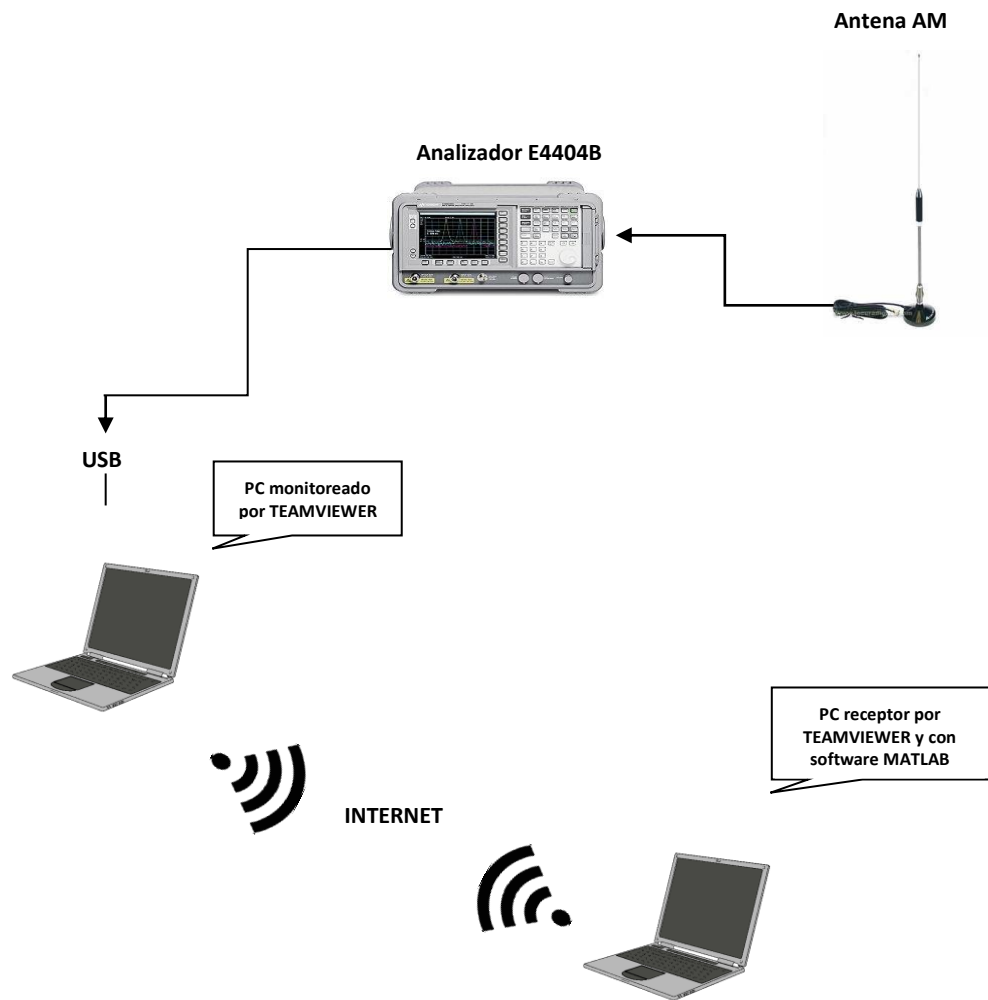 Antena AM
Analizador E4404B
USB
PC monitoreado
por TEAMVIEWER
PC receptor por
TEAMVIEWER y con
software MATLAB
INTERNET